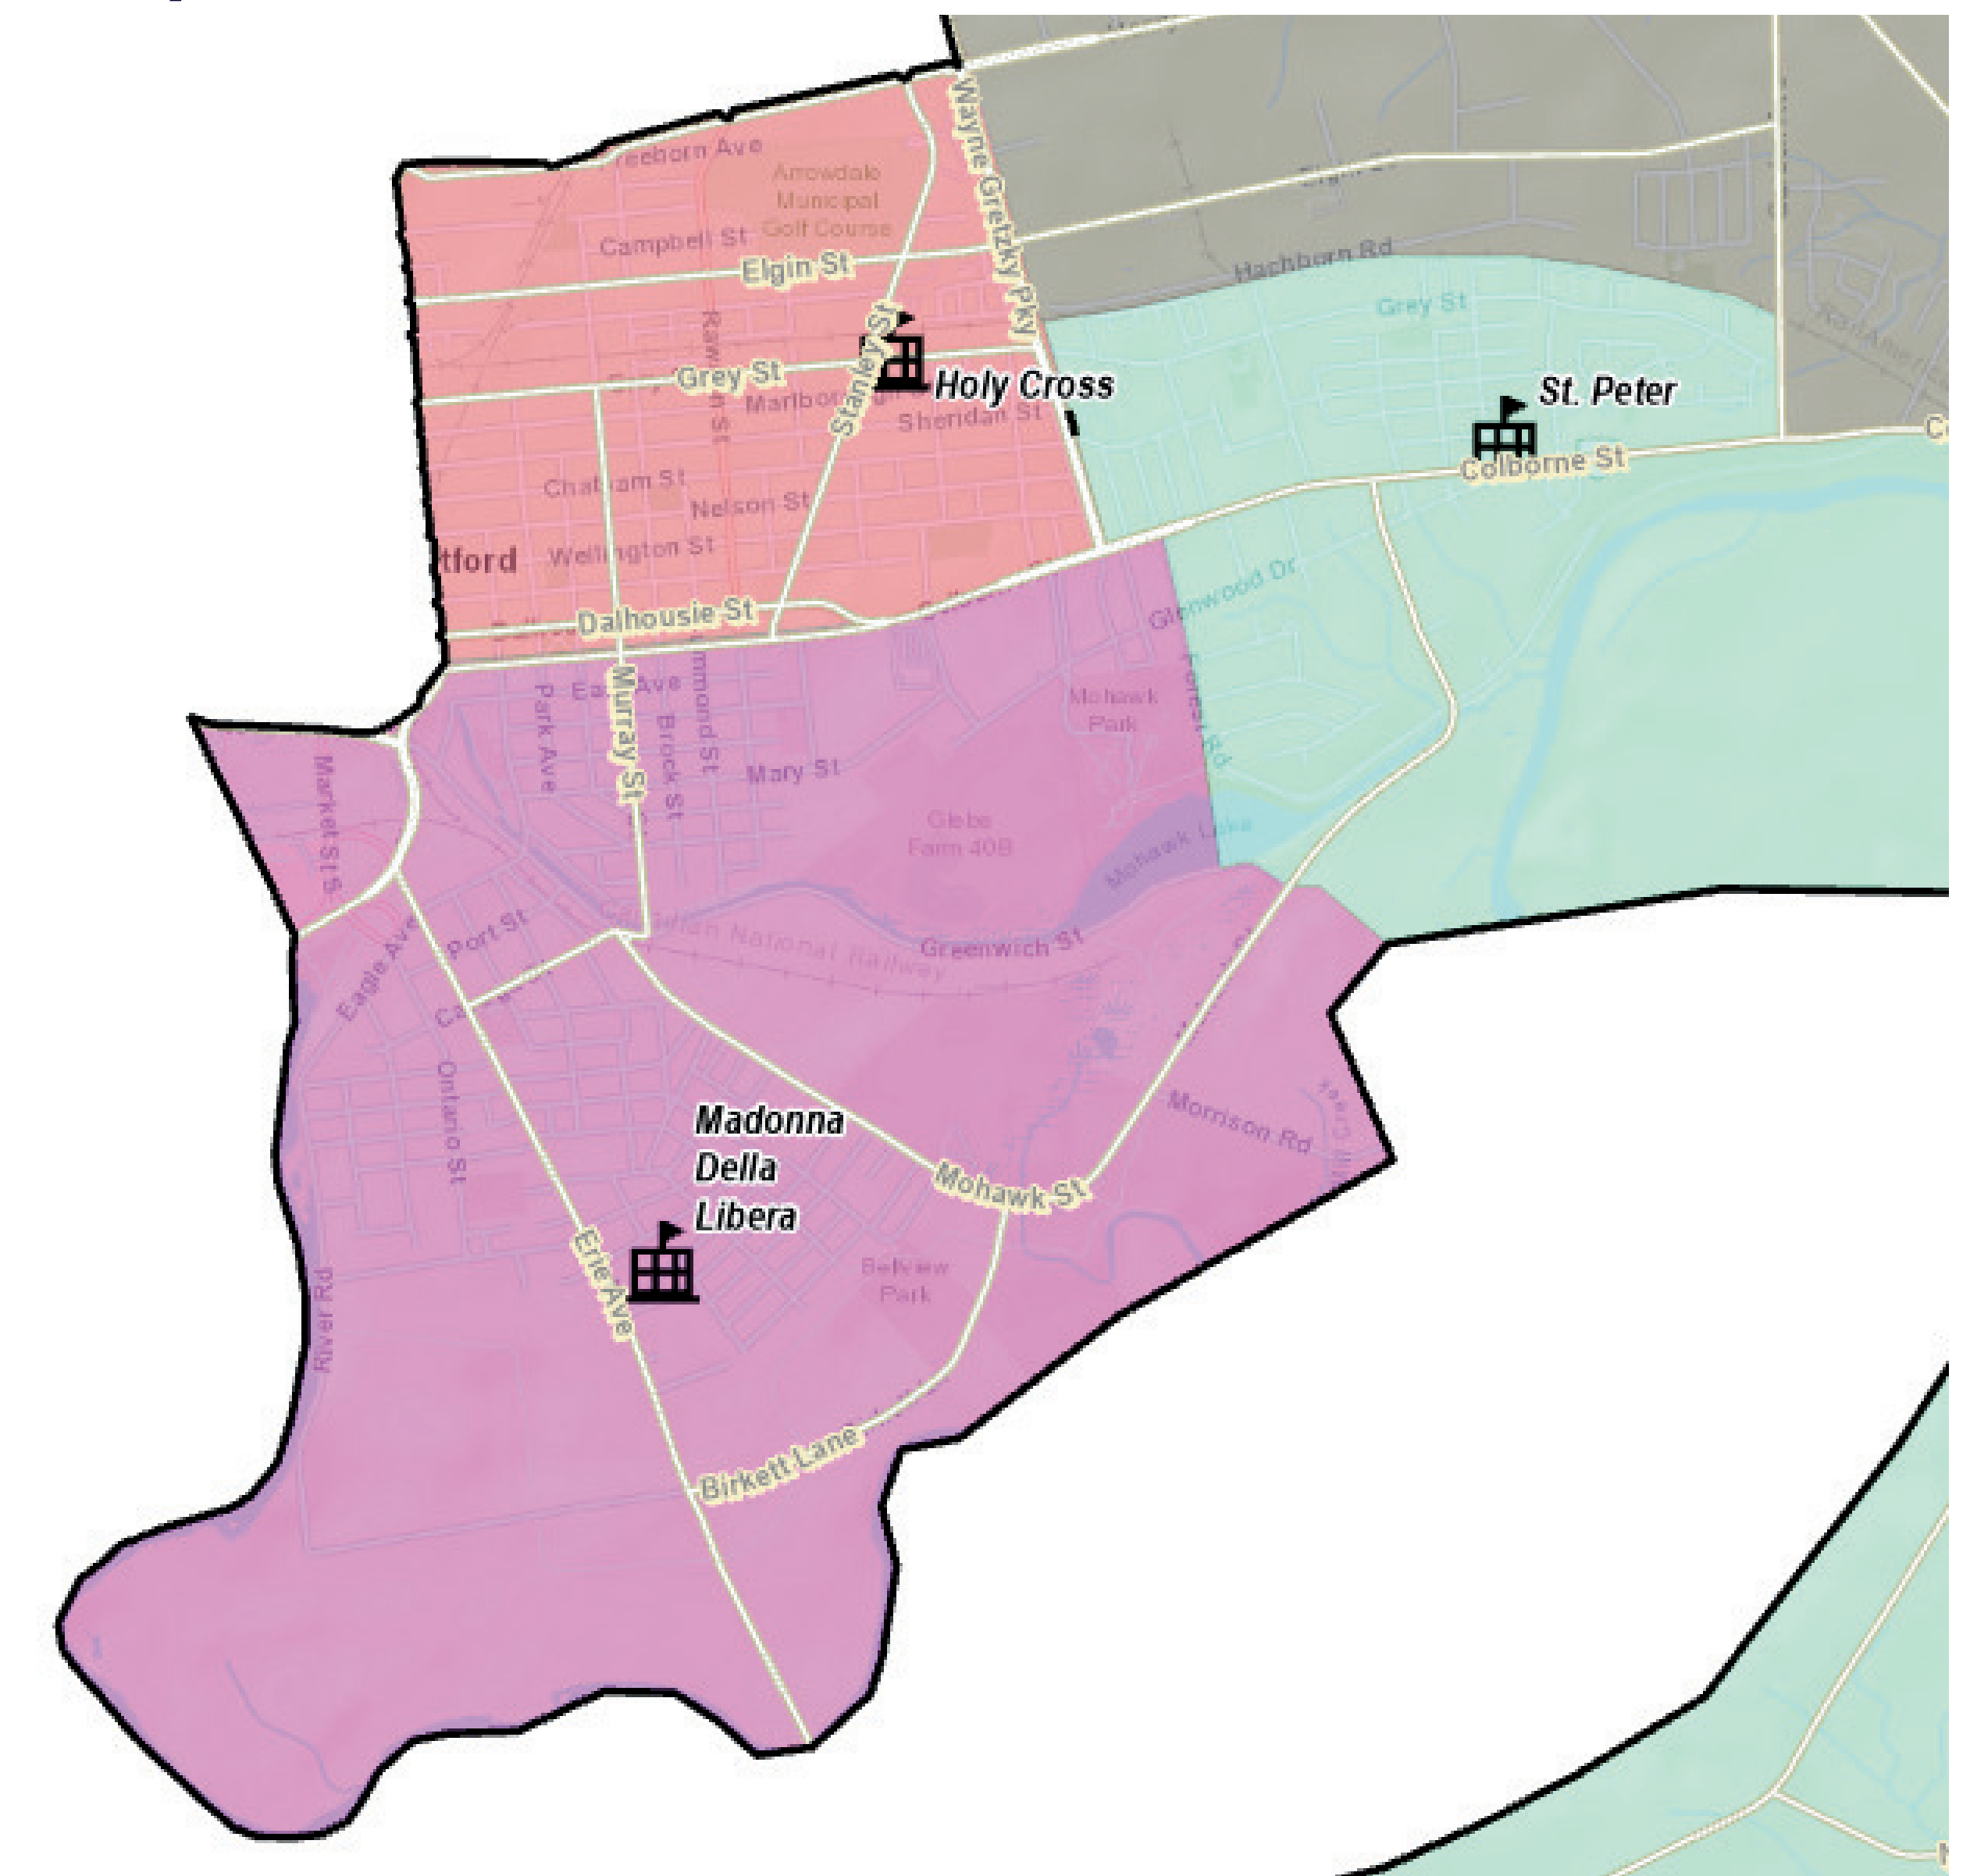 Wayne Gretzky Pky
Arrowdale
Municipal
Golf Course
Campbell St
Elgin St
Elgin St
Hachborn Rd
Grey St
Stanley St
Grey St
Holy Cross
St. Peter
Sheridan St
Colborne St
Chatham St
Nelson St
tford
Wellington St
Dalhousie St
Glenwood Dr
Forest Rd
Mohawk
Park
Park Ave
Murray St
Brock St
Mary St
Market St S
Glebe
Farm 40B
Mohawk Lake
Canadian National Railway
Greenwich St
Port St
Eagle Ave
Ontario St
Morrison Rd
Madonna
Della
Libera
Mohawk St
Erie Ave
Bellview
Park
River Rd
Birkett Lane